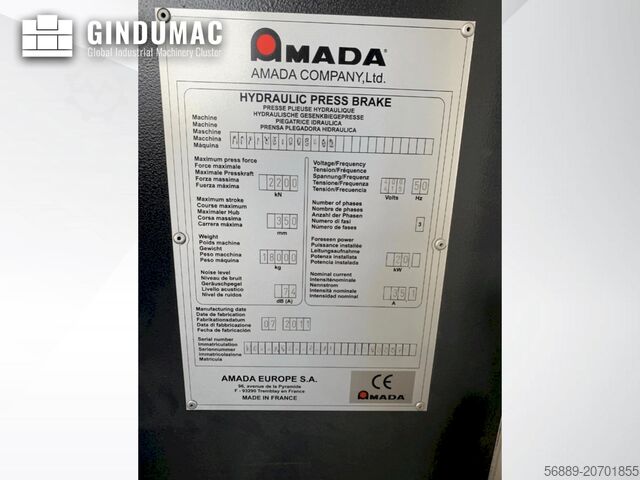 GINDUMAC
Global Industrial Machinery Cluster
AMADA
AMADA COMPANY,Ltd.
HYDRAULIC PRESS BRAKE
PRESSE PLIEUSE HYDRAULIQUE
HYDRAULISCHE GESENKBIEGEPRESSE
PIEGATRICE IDRAULICA
PRENSA PLEGADORA HIDRAULICA
Machine
Machine
Maschine
Macchina
Máquina
Maximum press force
Force maximale
Maximale Presskraft
Forza massima
Fuerza máxima
2200
kN
Voltage/Frequency
Tension/Fréquence
Spannung/Frequenz
Tensione/Frequenza
Tensión/Frecuencia
Volts
50
Hz
Maximum stroke
Course maximum
Maximaler Hub
Corsa massima
Carrera máxima
350
mm
Number of phases
Nombre de phases
Anzahl der Phasen
Numero di fasi
Número de fases
3
Weight
Poids machine
Gewicht
Peso macchina
Peso máquina
18000
kg
Foreseen power
Puissance installée
Leitungsaufnahme
Potenza installata
Potencia instalada
20
kW
Noise level
Niveau de bruit
Geräuschpegel
Livello acustico
Nivel de ruidos
74
dB (A)
Nominal current
Intensiténominale
Nennstrom
Intensità nominale
Intensidad nominal
39.1
A
Manufacturing date
Date de fabrication
Fabrikationsdatum
Data di fabbricazione
Fecha de fabricación
07 2011
Serial number
Immatriculation
Seriennummer
immatricolazione
Matrícula
AMADA EUROPE S.A.
96, avenue de la Pyramide
F - 93290 Tremblay en France
MADE IN FRANCE
CE
AMADA
56889-20701855